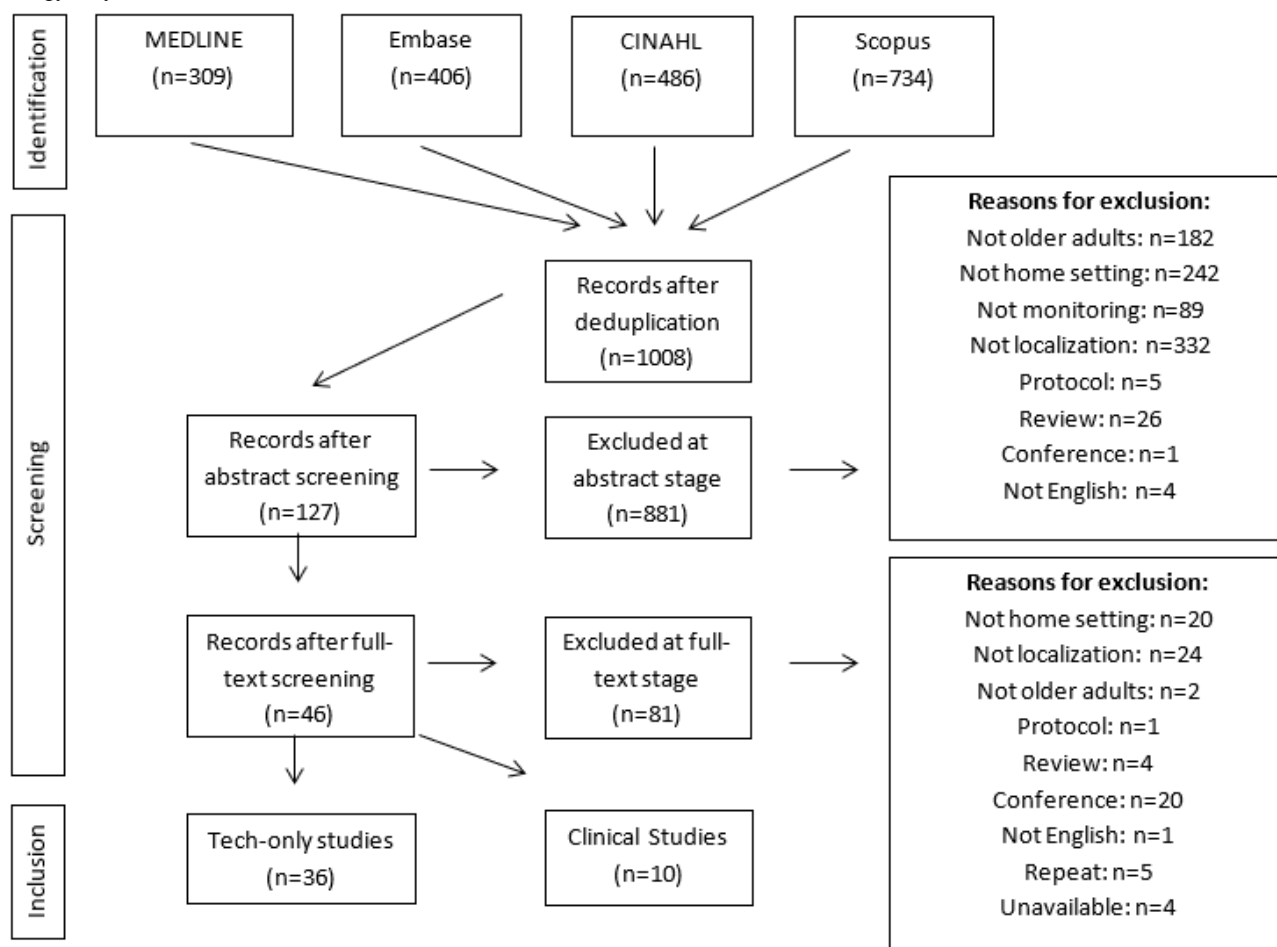 Identification
MEDLINE
(n=309)
Embase
(n=406)
CINAHL
(n=486)
Scopus
(n=734)
Screening
Records after
deduplication
(n=1008)
Records after
abstract screening
(n=127)
Excluded at
abstract stage
(n=881)
Reasons for exclusion:
Not older adults: n=182
Not home setting: n=242
Not monitoring: n=89
Not localization: n=332
Protocol: n=5
Review: n=26
Conference: n=1
Not English: n=4
Records after full-
text screening
(n=46)
Excluded at full-
text stage
(n=81)
Reasons for exclusion:
Not home setting: n=20
Not localization: n=24
Not older adults: n=2
Protocol: n=1
Review: n=4
Conference: n=20
Not English: n=1
Repeat: n=5
Unavailable: n=4
Inclusion
Tech-only studies
(n=36)
Clinical Studies
(n=10)